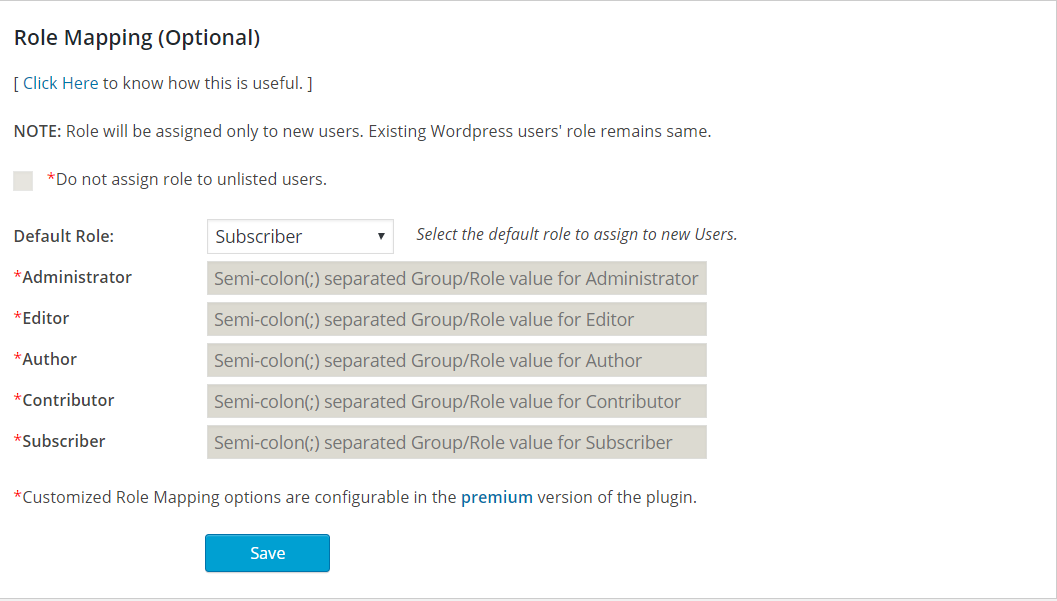 Role Mapping (Optional)
[ Click Here to know how this is useful. ]
NOTE: Role will be assigned only to new users. Existing Wordpress users' role remains same.
*Do not assign role to unlisted users.
Default Role: Subscriber Select the default role to assign to new Users.
*Administrator Semi-colon(;) separated Group/Role value for Administrator
*Editor Semi-colon(;) separated Group/Role value for Editor
*Author Semi-colon(;) separated Group/Role value for Author
*Contributor Semi-colon(;) separated Group/Role value for Contributor
*Subscriber Semi-colon(;) separated Group/Role value for Subscriber
*Customized Role Mapping options are configurable in the premium version of the plugin.
Save